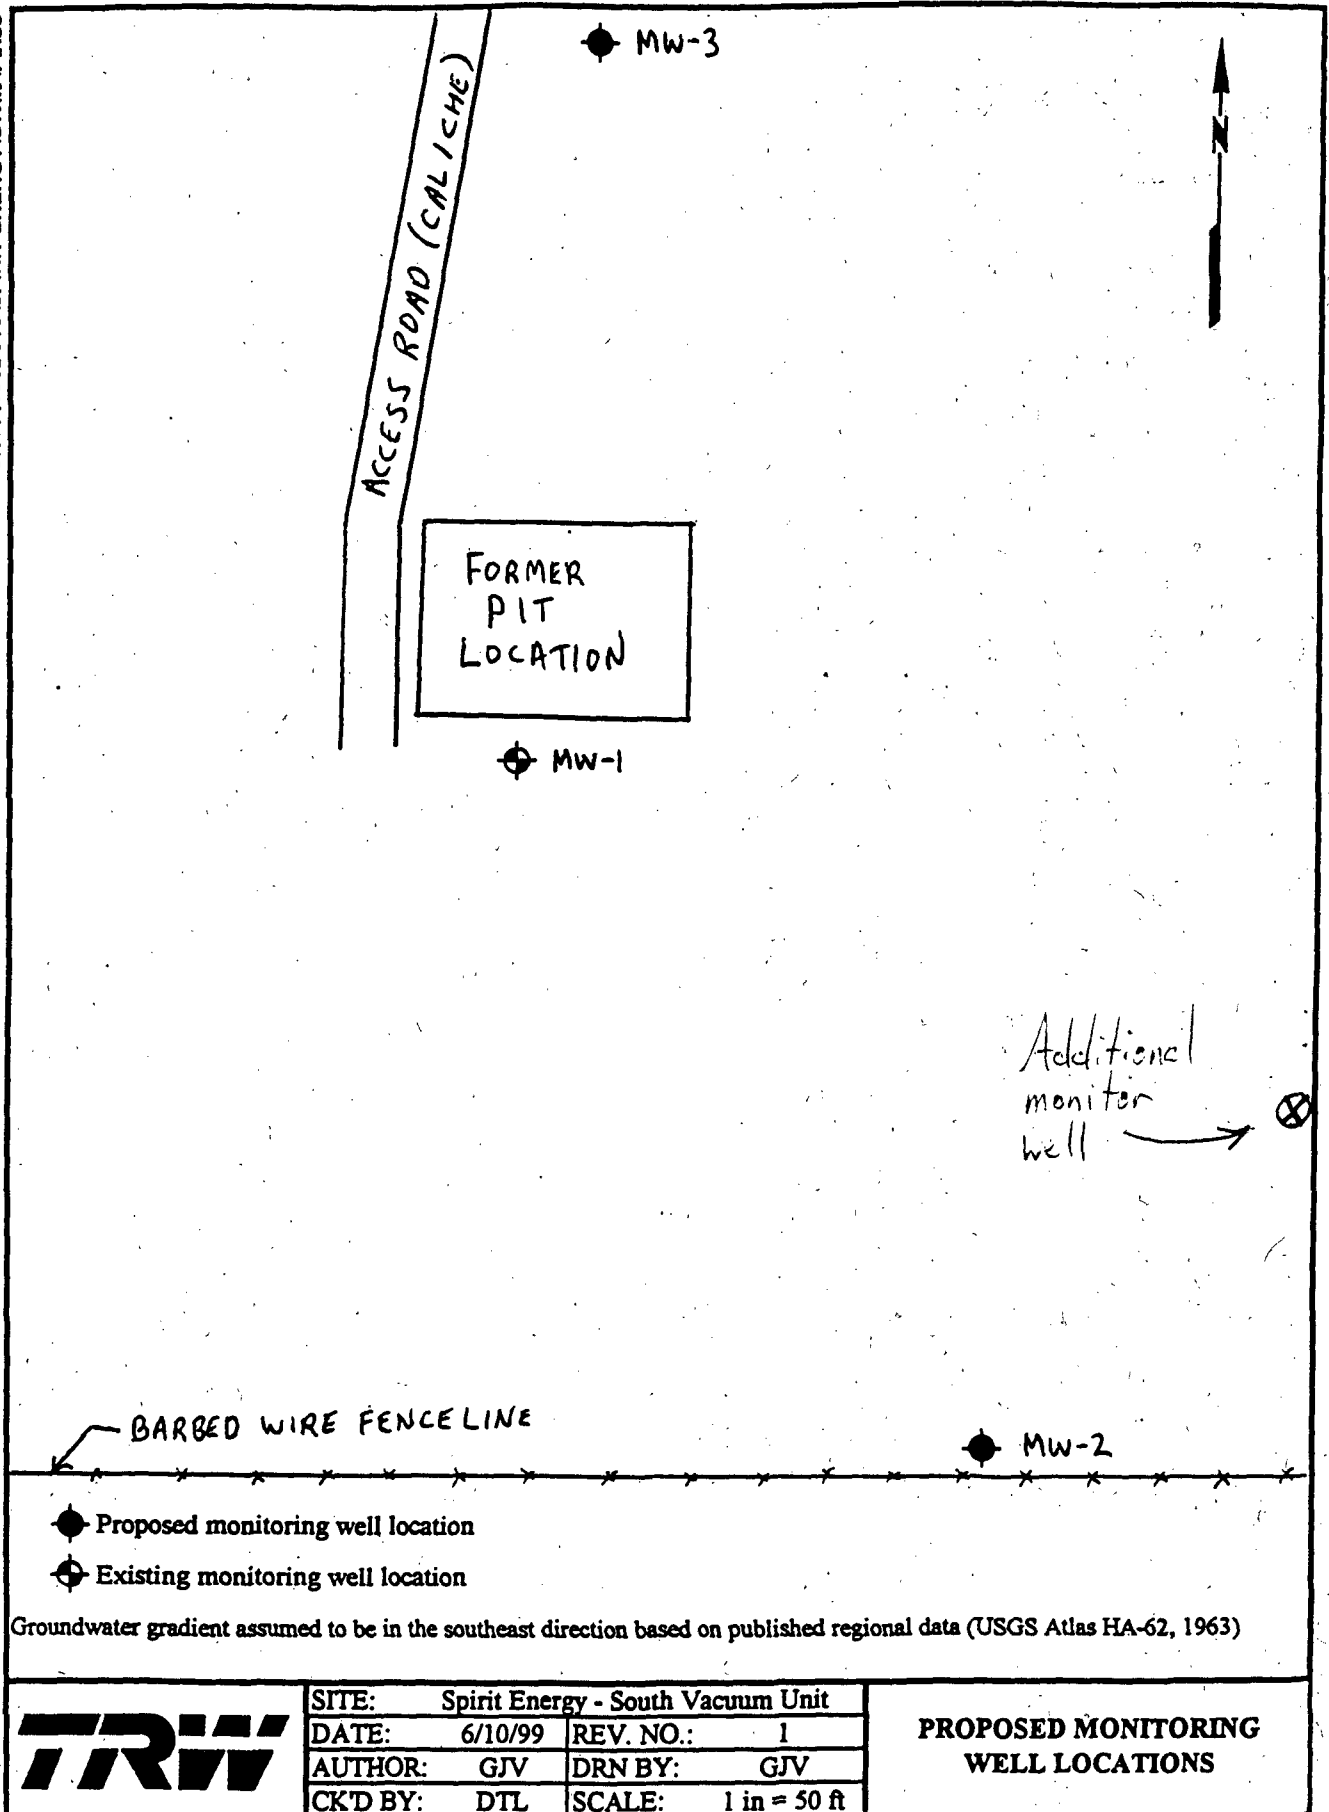 MW-3
N
ACCESS ROAD (CALICHE)
FORMER
PIT
LOCATION
MW-1
Additional
monitor
well
BARBED WIRE FENCELINE
MW-2
Proposed monitoring well location
Existing monitoring well location
Groundwater gradient assumed to be in the southeast direction based on published regional data (USGS Atlas HA-62, 1963)
TRW
SITE: Spirit Energy - South Vacuum Unit
DATE: 6/10/99 REV. NO.: 1
AUTHOR: GJV DRN BY: GJV
CK'D BY: DTL SCALE: 1 in = 50 ft
PROPOSED MONITORING
WELL LOCATIONS